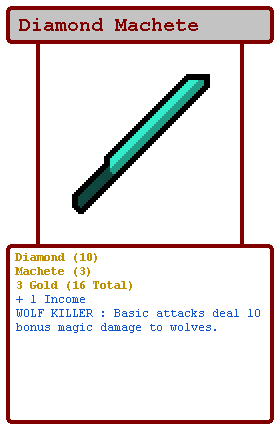 Diamond Machete
Diamond (10)
Machete (3)
3 Gold (16 Total)
+ 1 Income
WOLF KILLER : Basic attacks deal 10
bonus magic damage to wolves.